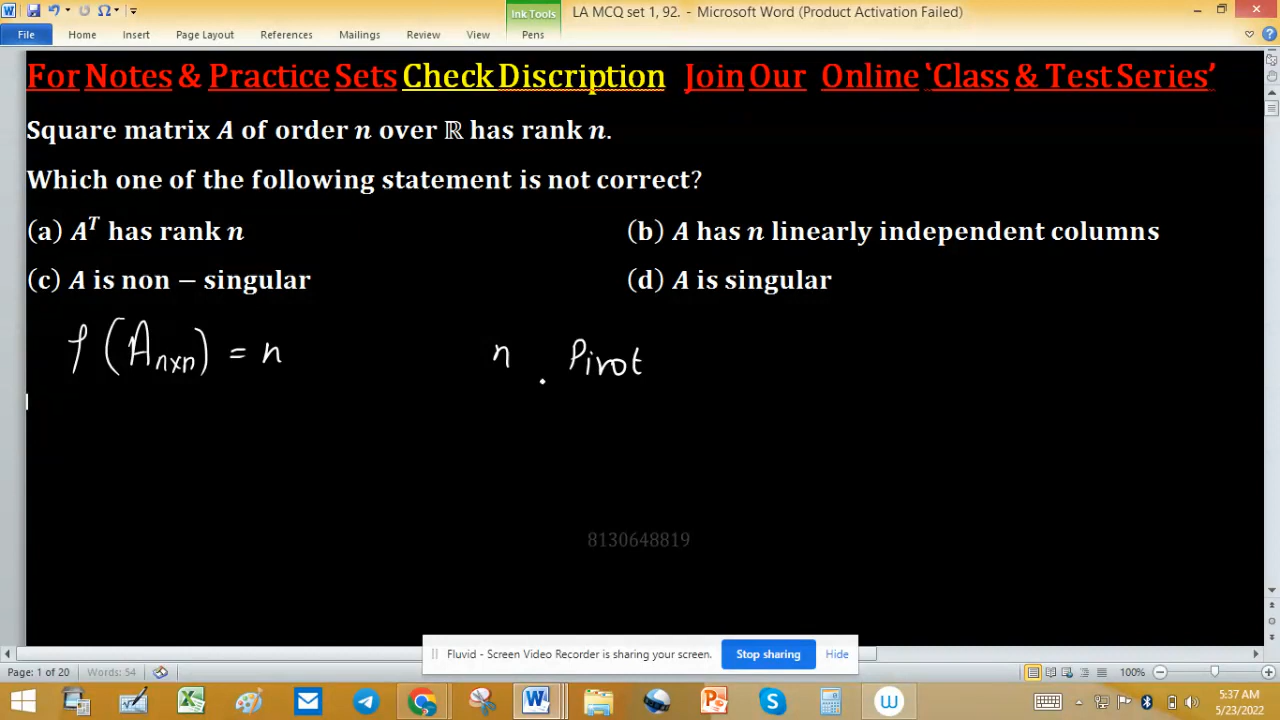 Ink Tools
LA MCQ set 1, 92. - Microsoft Word (Product Activation Failed)
File Home Insert Page Layout References Mailings Review View Pens
For Notes & Practice Sets Check Discription Join Our Online ‘Class & Test Series’
Square matrix A of order n over ℝ has rank n.
Which one of the following statement is not correct?
(a) Aᵀ has rank n (b) A has n linearly independent columns
(c) A is non − singular (d) A is singular
ρ(Aₙₓₙ) = n n Pivot
8130648819
Fluvid - Screen Video Recorder is sharing your screen. Stop sharing Hide
Page: 1 of 20 Words: 54 100%
5:37 AM
5/23/2022